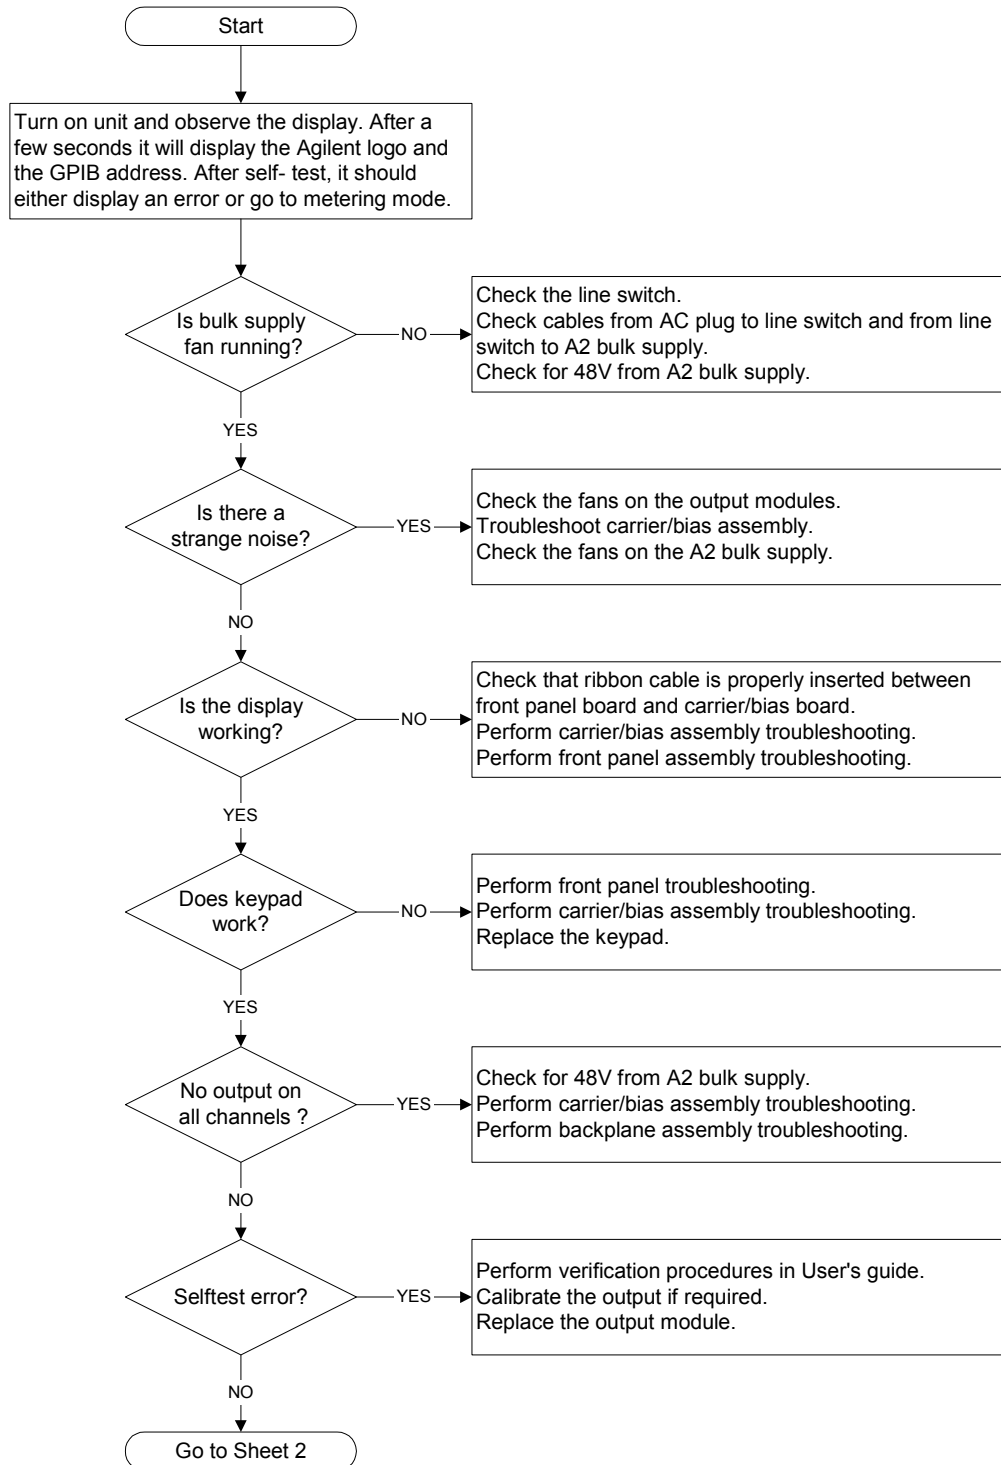 Start
Turn on unit and observe the display. After a
few seconds it will display the Agilent logo and
the GPIB address. After self- test, it should
either display an error or go to metering mode.
Is bulk supply
fan running?
NO
Check the line switch.
Check cables from AC plug to line switch and from line
switch to A2 bulk supply.
Check for 48V from A2 bulk supply.
YES
Is there a
strange noise?
YES
Check the fans on the output modules.
Troubleshoot carrier/bias assembly.
Check the fans on the A2 bulk supply.
NO
Is the display
working?
NO
Check that ribbon cable is properly inserted between
front panel board and carrier/bias board.
Perform carrier/bias assembly troubleshooting.
Perform front panel assembly troubleshooting.
YES
Does keypad
work?
NO
Perform front panel troubleshooting.
Perform carrier/bias assembly troubleshooting.
Replace the keypad.
YES
No output on
all channels ?
YES
Check for 48V from A2 bulk supply.
Perform carrier/bias assembly troubleshooting.
Perform backplane assembly troubleshooting.
NO
Selftest error?
YES
Perform verification procedures in User's guide.
Calibrate the output if required.
Replace the output module.
NO
Go to Sheet 2